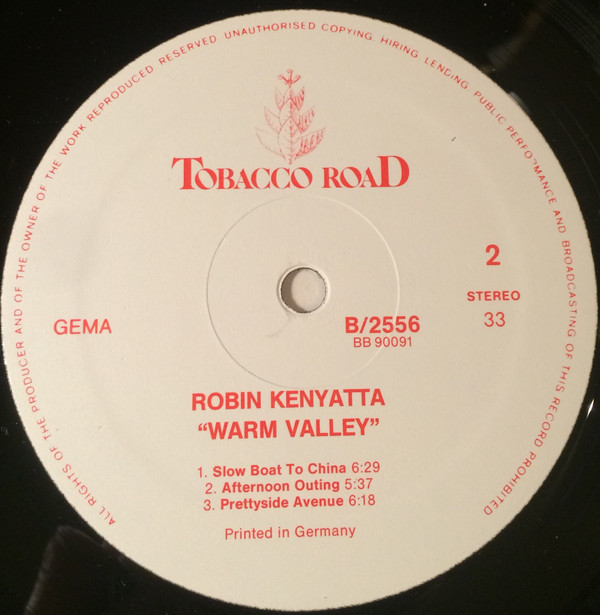 ALL RIGHTS OF THE PRODUCER AND OF THE OWNER OF THE WORK REPRODUCED RESERVED UNAUTHORISED COPYING, HIRING, LENDING, PUBLIC PERFORMANCE AND BROADCASTING OF THIS RECORD PROHIBITED
TOBACCO ROAD
2
STEREO
33
GEMA
B/2556
BB 90091
ROBIN KENYATTA
“WARM VALLEY”
1. Slow Boat To China 6:29
2. Afternoon Outing 5:37
3. Prettyside Avenue 6:18
Printed in Germany